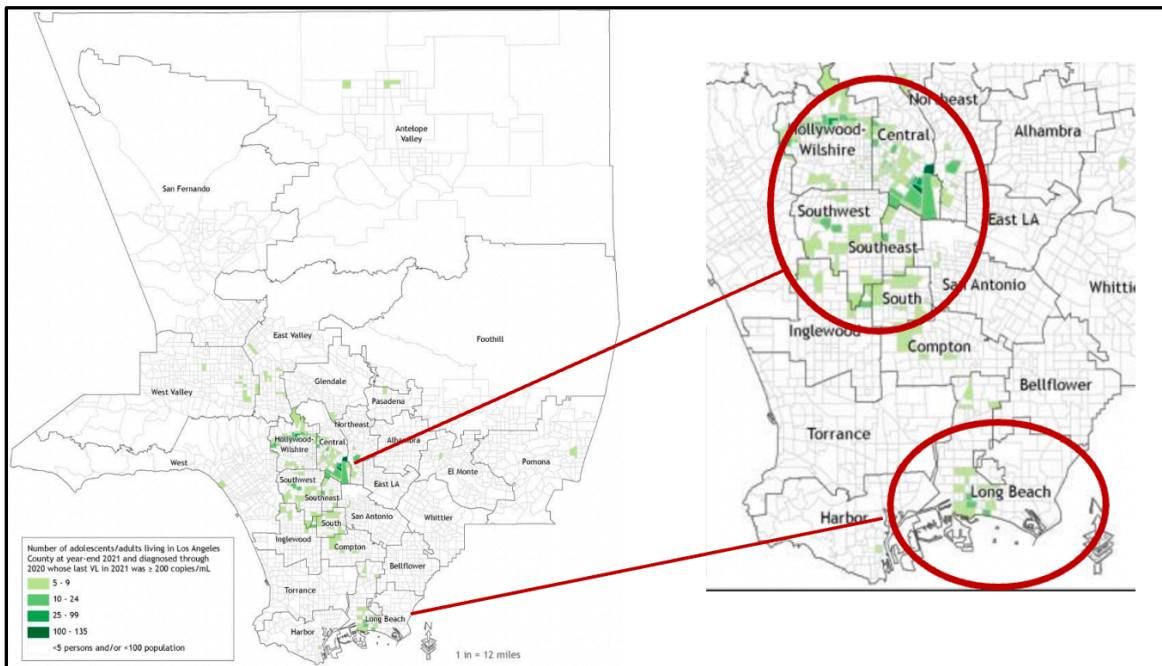 Antelope
Valley
San Fernando
East Valley
Foothill
West Valley
Glendale
Pasadena
Northeast
Hollywood-
Wilshire
Central
Alhambra
West
El Monte
Pomona
East LA
Southwest
Southeast
San Antonio
Whittier
South
Inglewood
Compton
Bellflower
Torrance
Long Beach
Harbor
N
1 in = 12 miles
Number of adolescents/adults living in Los Angeles
County at year-end 2021 and diagnosed through
2020 whose last VL in 2021 was ≥ 200 copies/mL
5 - 9
10 - 24
25 - 99
100 - 135
<5 persons and/or <100 population
Northeast
Hollywood-
Wilshire
Central
Alhambra
Southwest
East LA
Southeast
San Antonio
Whittie
South
Inglewood
Compton
Bellflower
Torrance
Long Beach
Harbor